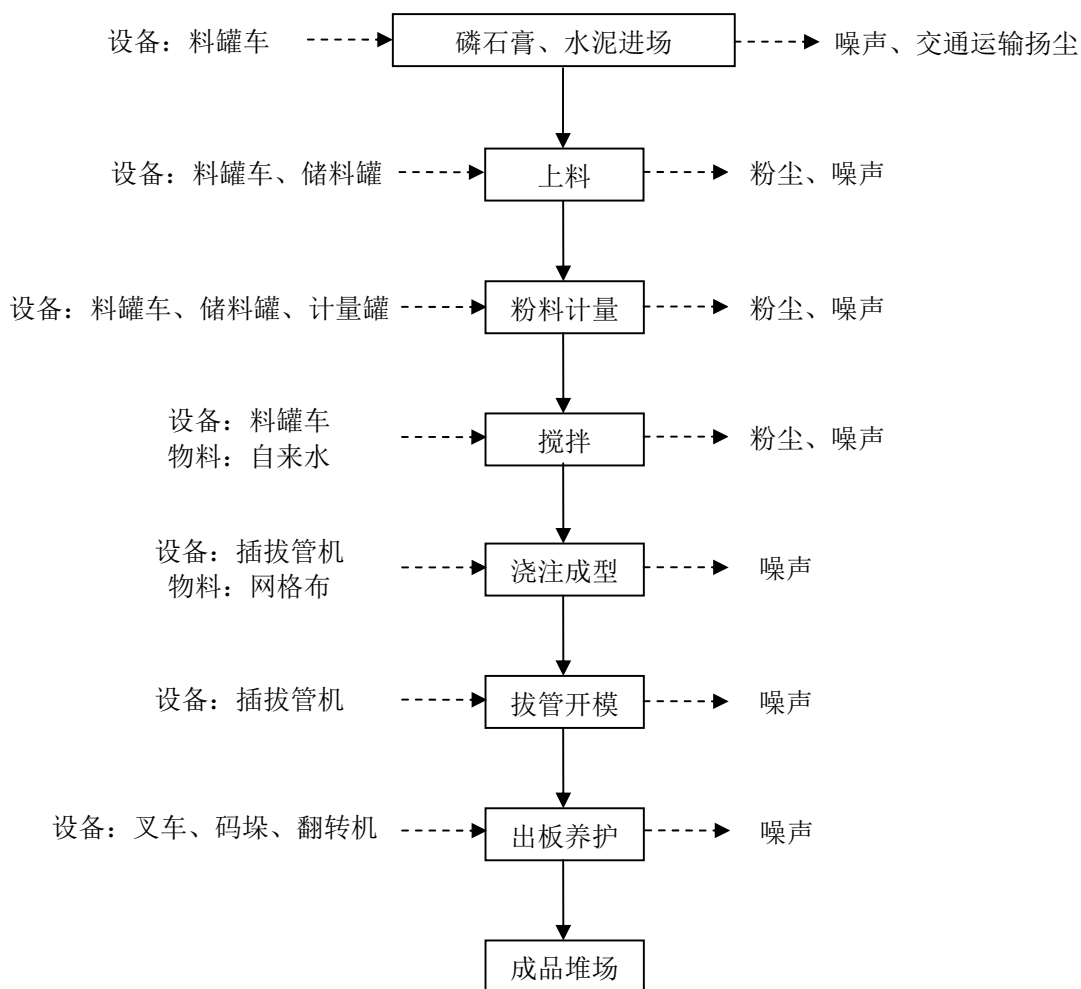 设备：料罐车
磷石膏、水泥进场
噪声、交通运输扬尘
设备：料罐车、储料罐
上料
粉尘、噪声
设备：料罐车、储料罐、计量罐
粉料计量
粉尘、噪声
设备：料罐车
物料：自来水
搅拌
粉尘、噪声
设备：插拔管机
物料：网格布
浇注成型
噪声
设备：插拔管机
拔管开模
噪声
设备：叉车、码垛、翻转机
出板养护
噪声
成品堆场